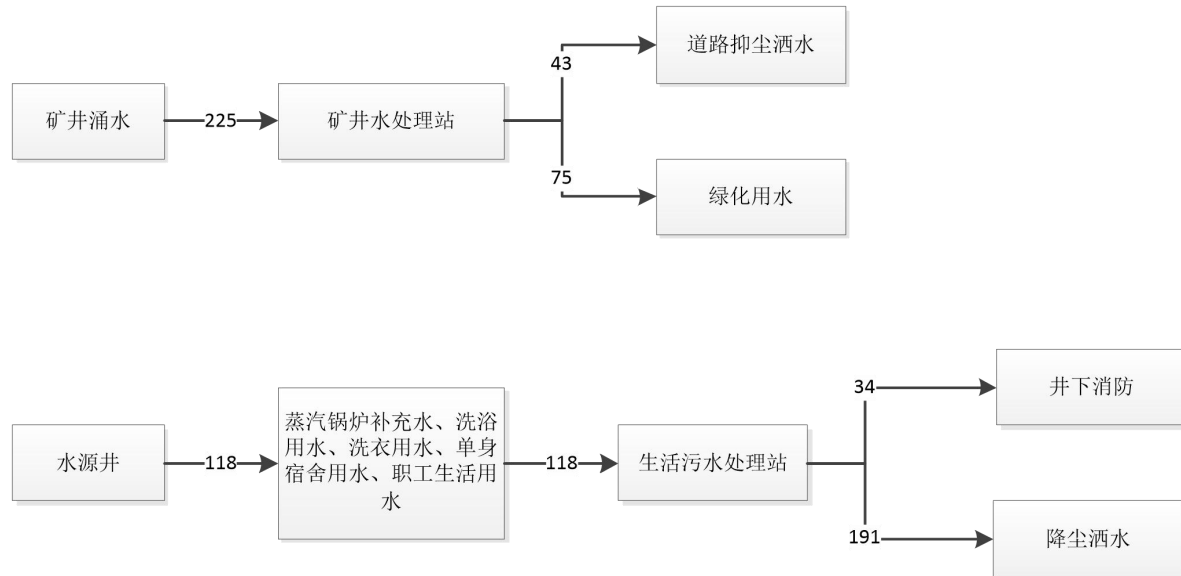 道路抑尘洒水
43
矿井涌水
225
矿井水处理站
75
绿化用水
井下消防
34
蒸汽锅炉补充水、洗浴
用水、洗衣用水、单身
宿舍用水、职工生活用
水
水源井
118
118
生活污水处理站
191
降尘洒水